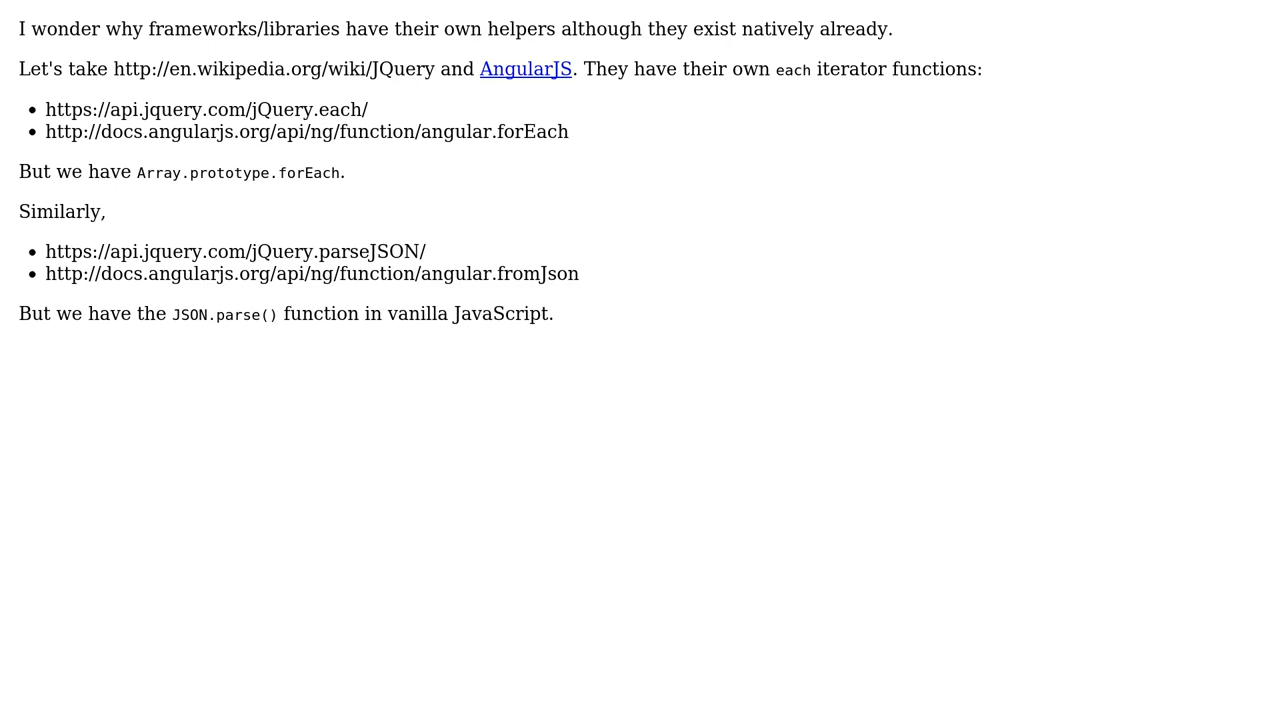 I wonder why frameworks/libraries have their own helpers although they exist natively already.
Let's take http://en.wikipedia.org/wiki/JQuery and AngularJS. They have their own each iterator functions:
• https://api.jquery.com/jQuery.each/
• http://docs.angularjs.org/api/ng/function/angular.forEach
But we have Array.prototype.forEach.
Similarly,
• https://api.jquery.com/jQuery.parseJSON/
• http://docs.angularjs.org/api/ng/function/angular.fromJson
But we have the JSON.parse() function in vanilla JavaScript.